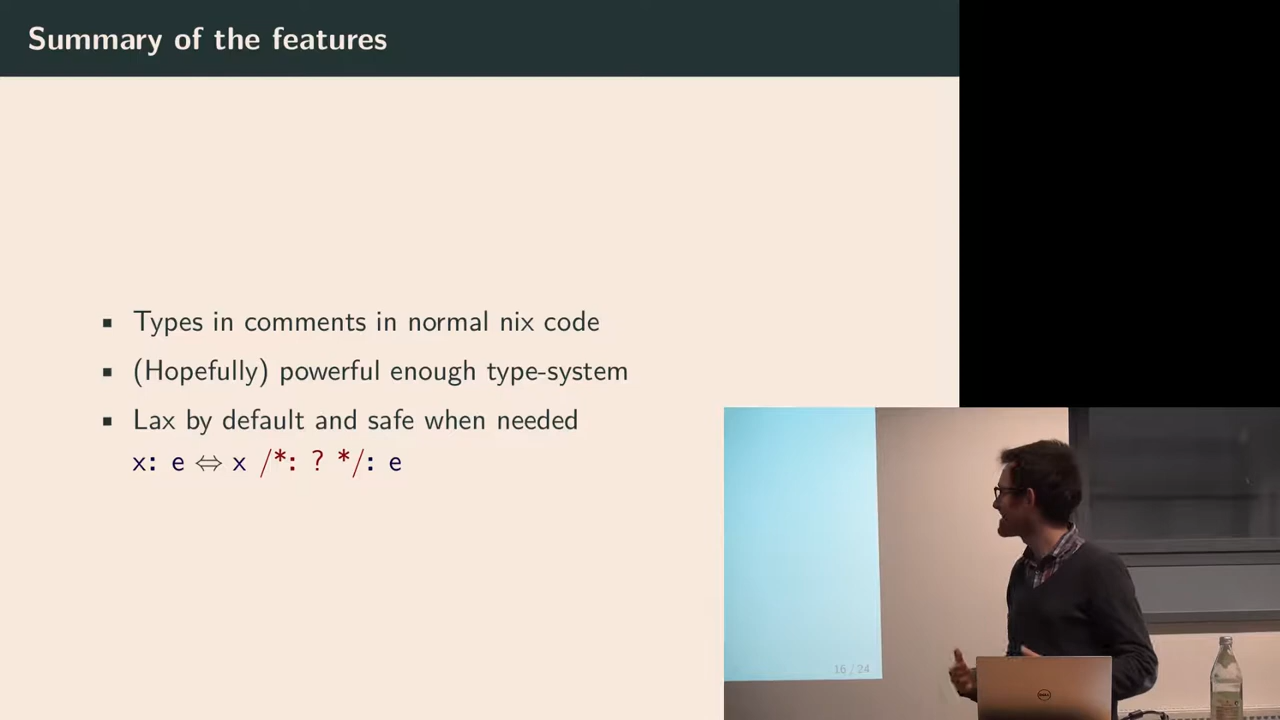 Summary of the features
▪ Types in comments in normal nix code
▪ (Hopefully) powerful enough type-system
▪ Lax by default and safe when needed
x: e ⇔ x /*: ? */: e
16 / 24
DELL